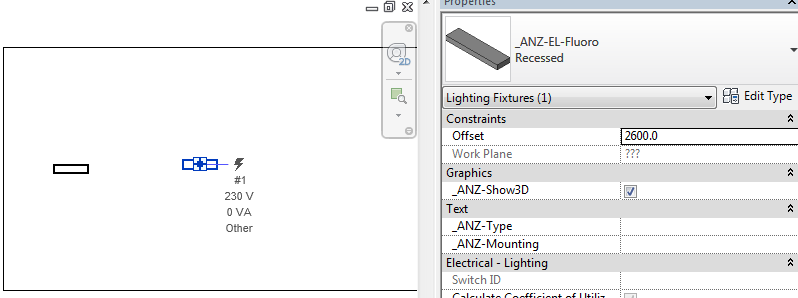 Properties
2D
#1
230 V
0 VA
Other
_ANZ-EL-Fluoro
Recessed
Lighting Fixtures (1)
Edit Type
Constraints
Offset 2600.0
Work Plane ???
Graphics
_ANZ-Show3D
Text
_ANZ-Type
_ANZ-Mounting
Electrical - Lighting
Switch ID
Calculate Coefficient of Utiliz